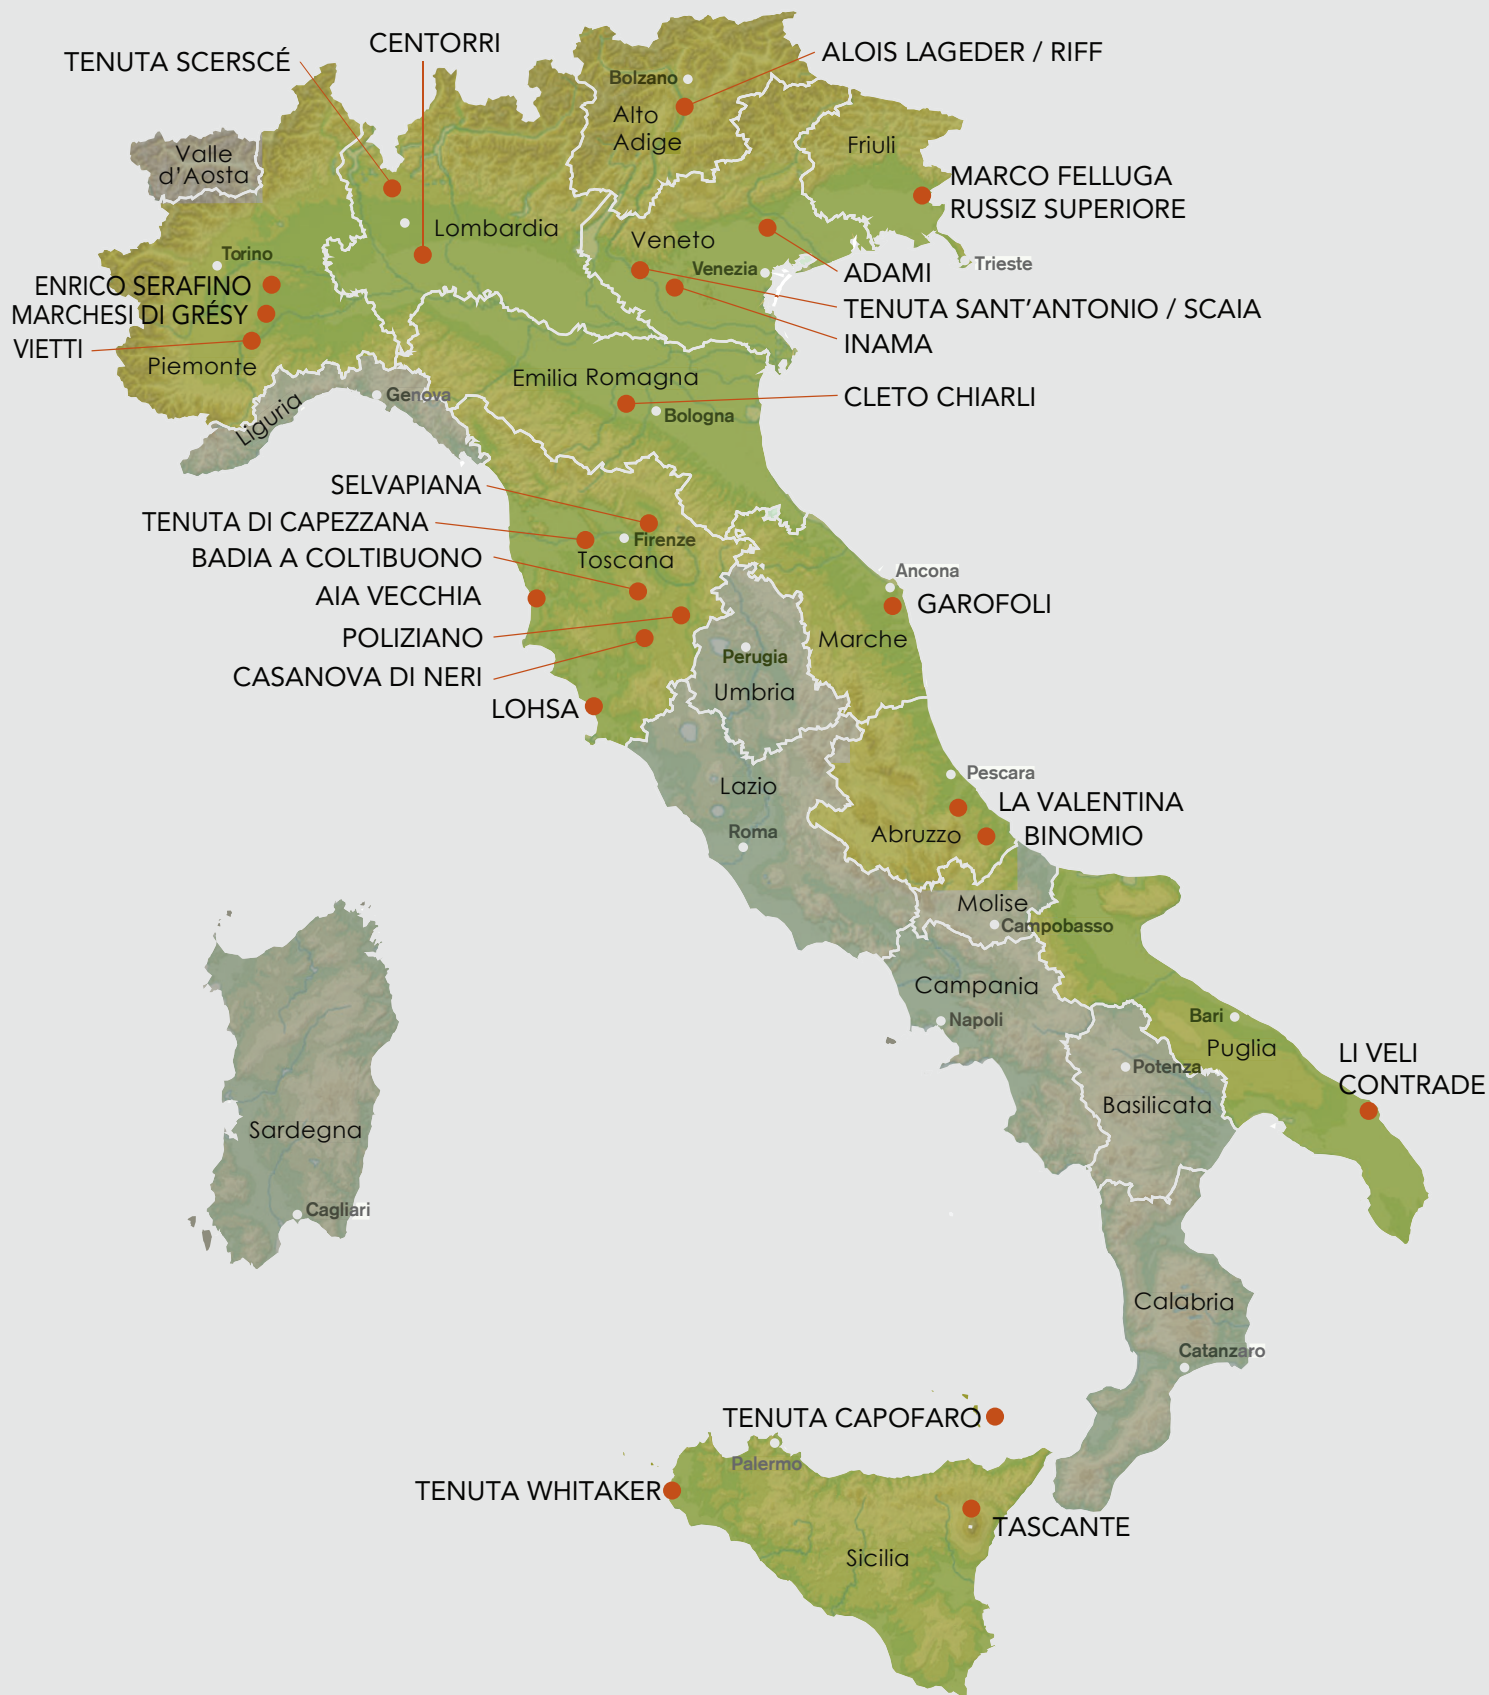 CENTORRI
TENUTA SCERSCÉ
ALOIS LAGEDER / RIFF
Bolzano
Alto
Adige
Friuli
Valle
d'Aosta
MARCO FELLUGA
RUSSIZ SUPERIORE
Lombardia
Veneto
Torino
Venezia
Trieste
ADAMI
ENRICO SERAFINO
TENUTA SANT'ANTONIO / SCAIA
MARCHESI DI GRÉSY
INAMA
VIETTI
Piemonte
Emilia Romagna
Genova
CLETO CHIARLI
Bologna
Liguria
SELVAPIANA
TENUTA DI CAPEZZANA
Firenze
BADIA A COLTIBUONO
Toscana
Ancona
AIA VECCHIA
GAROFOLI
POLIZIANO
Marche
Perugia
CASANOVA DI NERI
Umbria
LOHSA
Pescara
Lazio
LA VALENTINA
Roma
Abruzzo
BINOMIO
Molise
Campobasso
Campania
Bari
Napoli
Puglia
LI VELI
CONTRADE
Potenza
Basilicata
Sardegna
Cagliari
Calabria
Catanzaro
TENUTA CAPOFARO
Palermo
TENUTA WHITAKER
TASCANTE
Sicilia